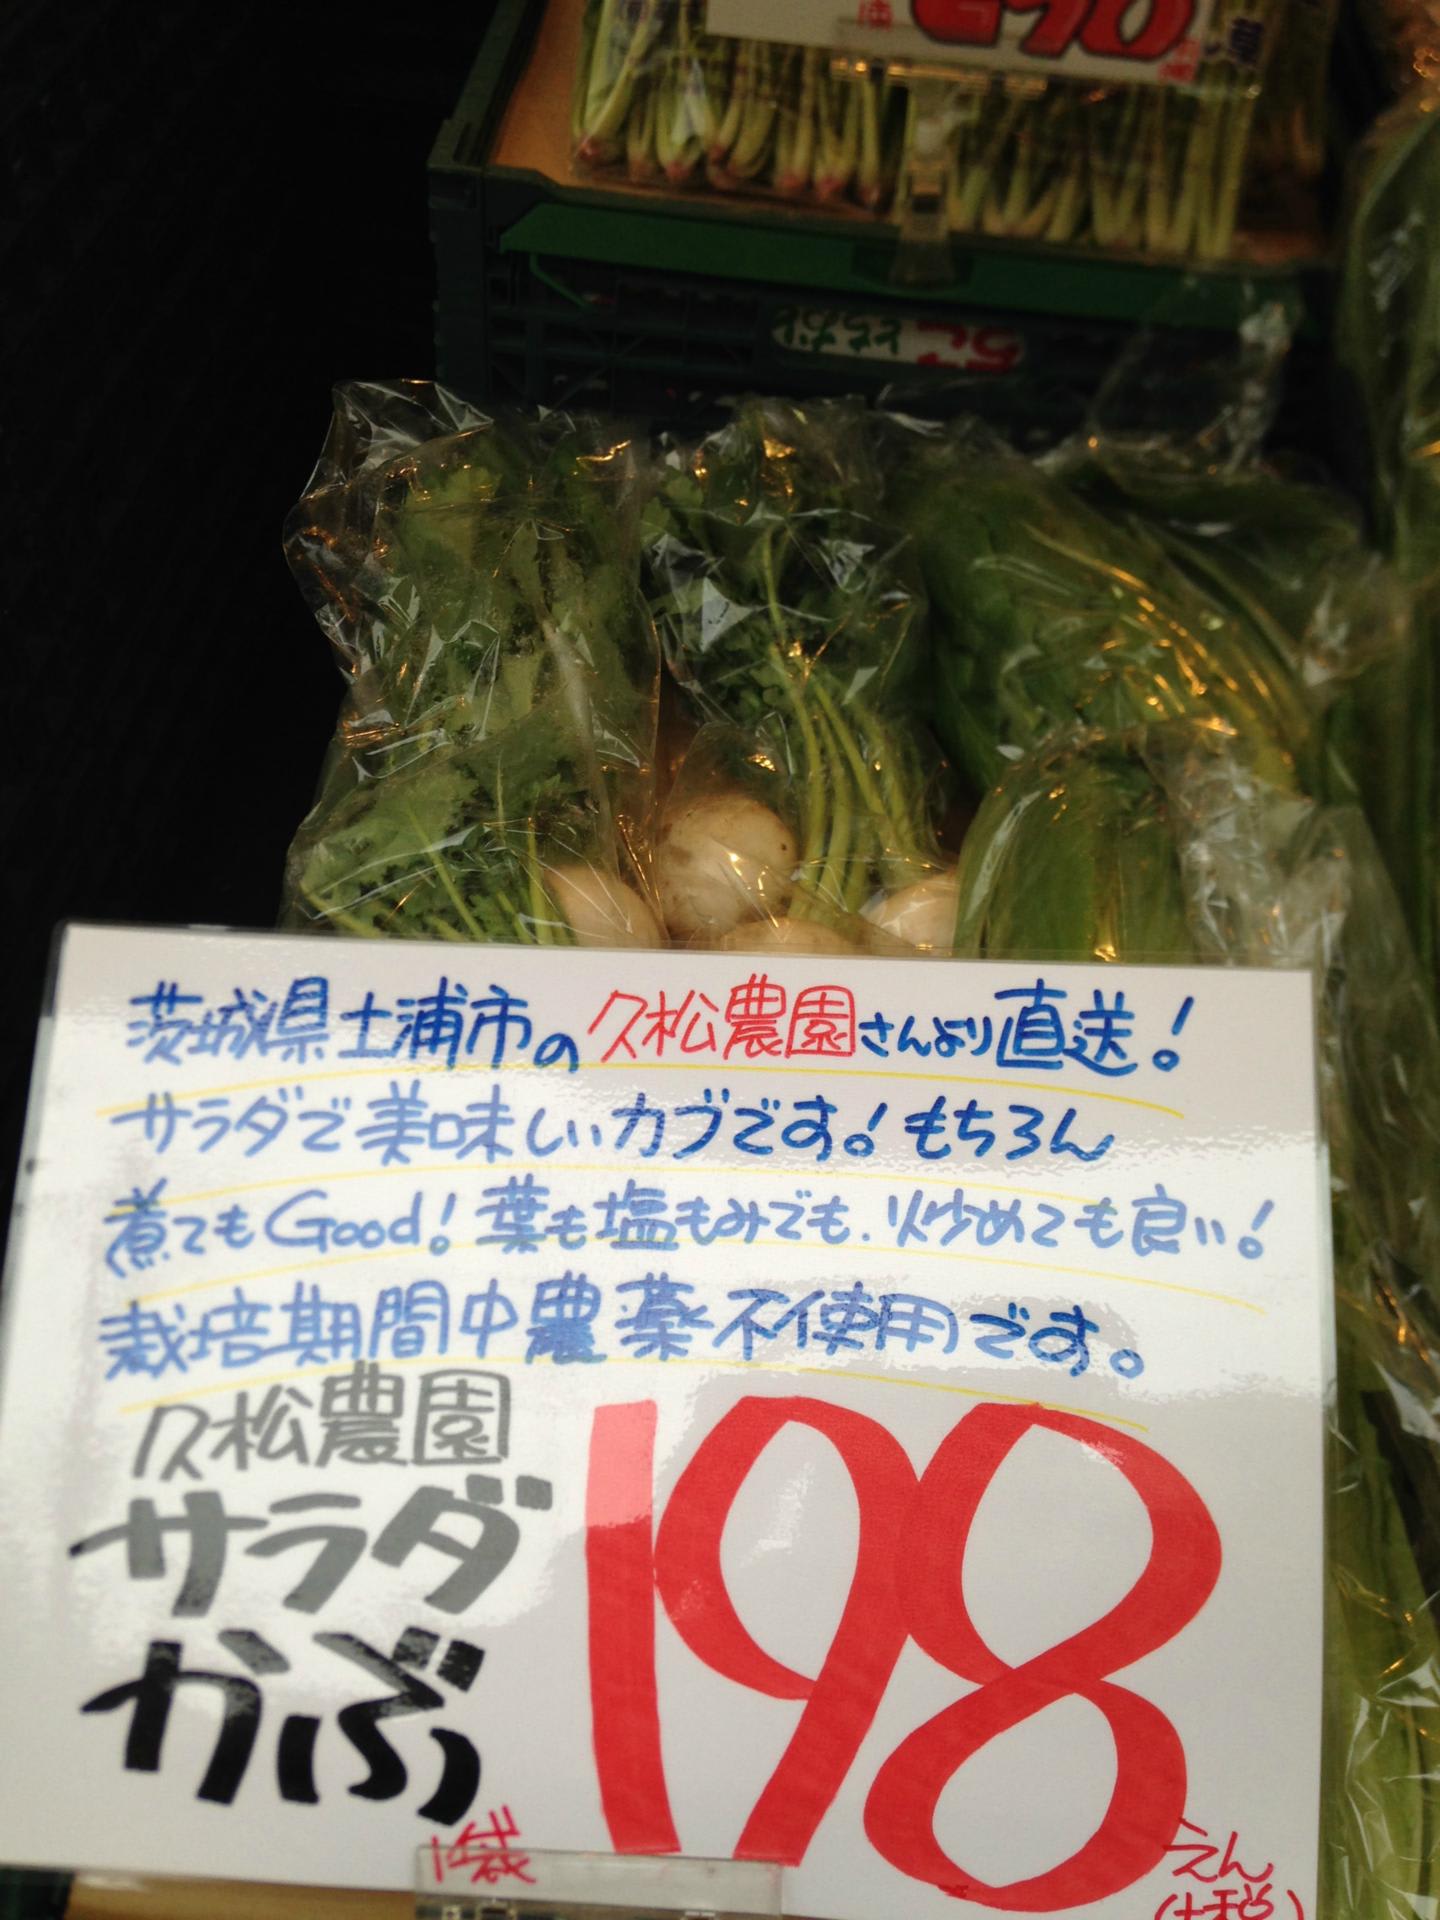 290
茨城県土浦市の久松農園さんより直送！
サラダで美味しいカブです。！もちろん
煮てもGood！葉も塩もみでも、炒めても良い！
栽培期間中農薬不使用です。
久松農園
サラダ
かぶ
1袋
198
えん
(+税)